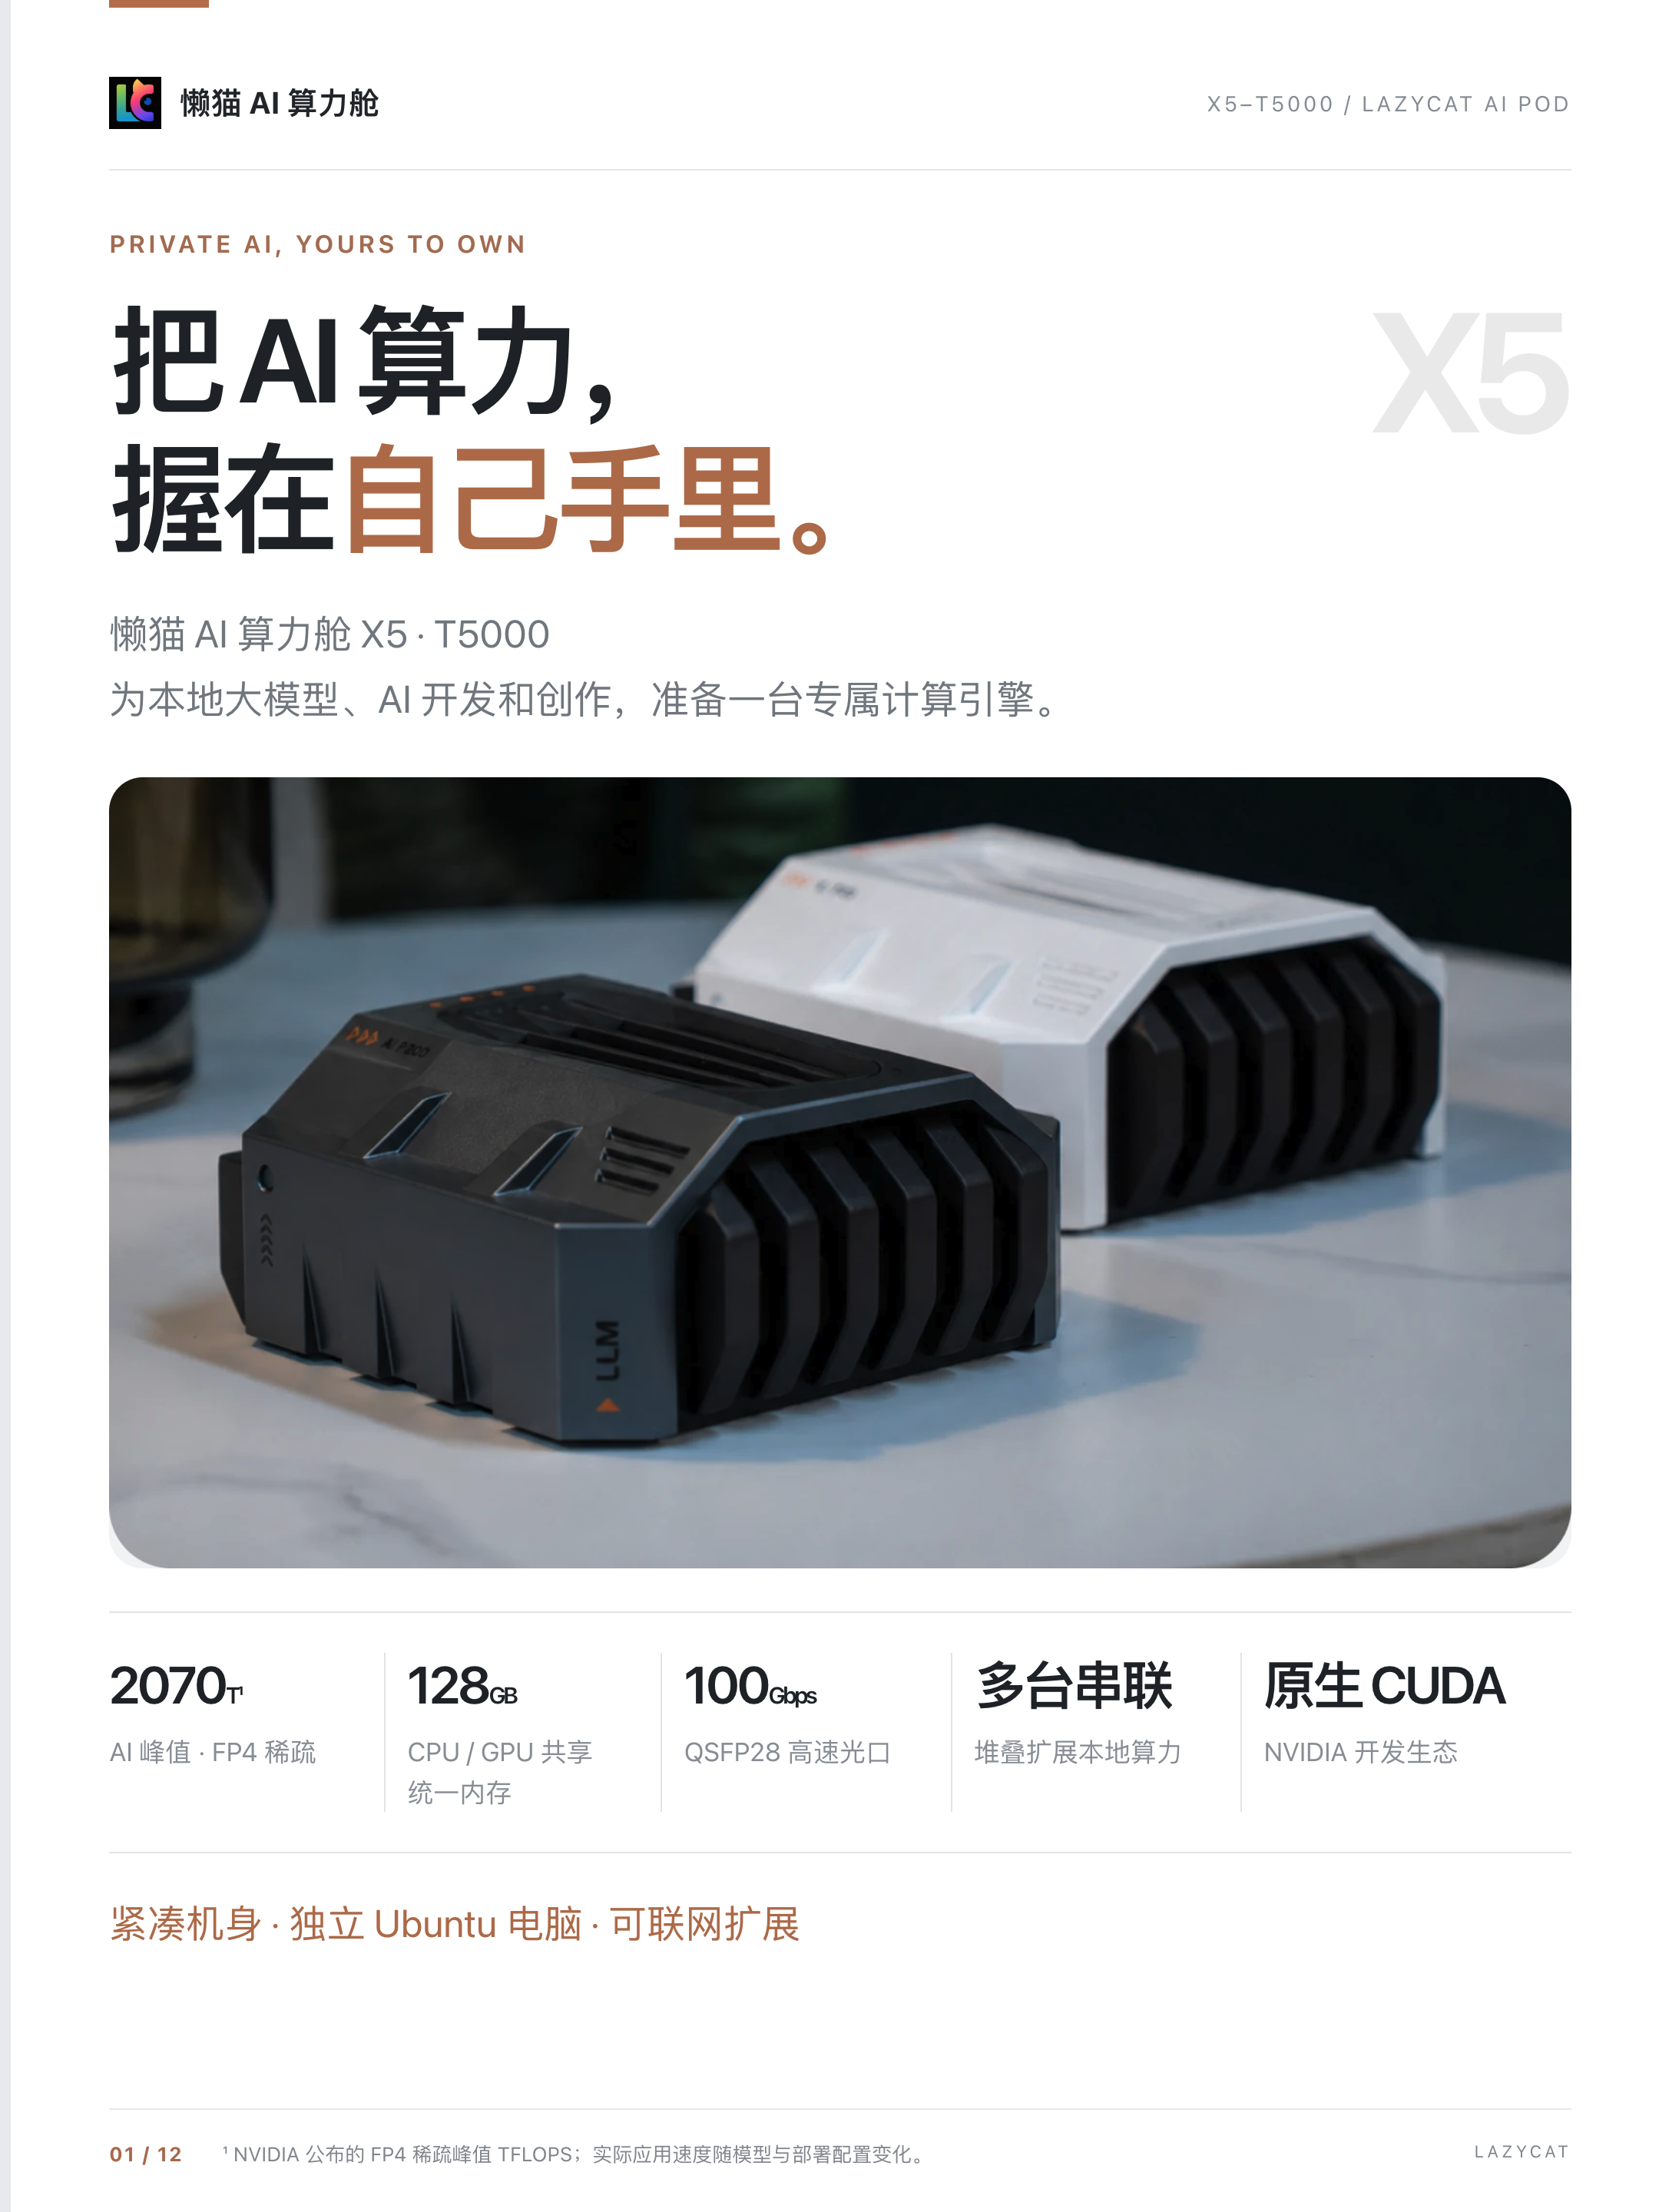 懒猫 AI 算力舱
X5–T5000 / LAZYCAT AI POD
PRIVATE AI, YOURS TO OWN
把 AI 算力，
握在自己手里。
X5
懒猫 AI 算力舱 X5 · T5000
为本地大模型、AI 开发和创作，准备一台专属计算引擎。
LLM
2070T¹
AI 峰值 · FP4 稀疏
128GB
CPU / GPU 共享
统一内存
100Gbps
QSFP28 高速光口
多台串联
堆叠扩展本地算力
原生 CUDA
NVIDIA 开发生态
紧凑机身 · 独立 Ubuntu 电脑 · 可联网扩展
01 / 12
¹ NVIDIA 公布的 FP4 稀疏峰值 TFLOPS；实际应用速度随模型与部署配置变化。
LAZYCAT